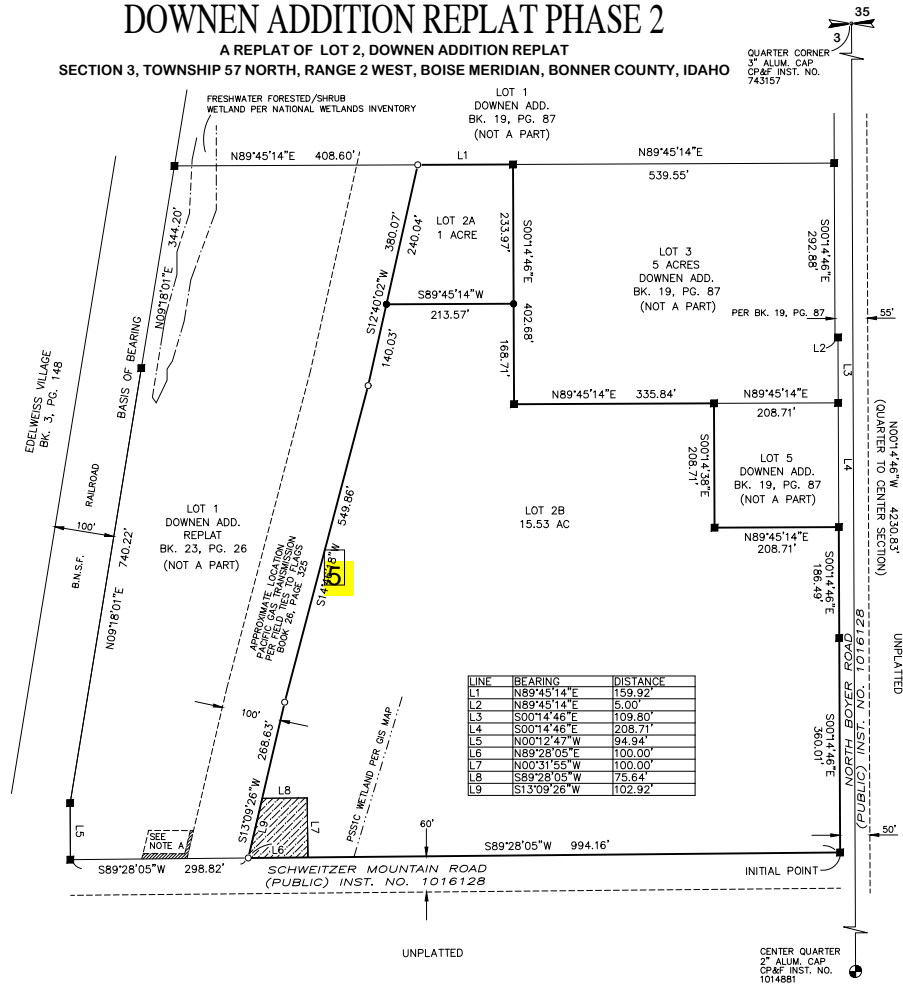 DOWNEN ADDITION REPLAT PHASE 2
A REPLAT OF LOT 2, DOWNEN ADDITION REPLAT
SECTION 3, TOWNSHIP 57 NORTH, RANGE 2 WEST, BOISE MERIDIAN, BONNER COUNTY, IDAHO
35
3
QUARTER CORNER
3" ALUM. CAP
CP&F INST. NO.
743157
FRESHWATER FORESTED/SHRUB
WETLAND PER NATIONAL WETLANDS INVENTORY
LOT 1
DOWNEN ADD.
BK. 19, PG. 87
(NOT A PART)
N89°45'14"E 408.60'
L1
N89°45'14"E
539.55'
344.20'
N09°18'01"E
BASIS OF BEARING
380.07'
240.04'
S12°40'02"W
LOT 2A
1 ACRE
233.97'
S00°14'46"E
402.68'
168.71'
S89°45'14"W
213.57'
140.03'
LOT 3
5 ACRES
DOWNEN ADD.
BK. 19, PG. 87
(NOT A PART)
S00°14'46"E
292.88'
PER BK. 19, PG. 87
55'
L2
L3
EDELWEISS VILLAGE
BK. 3, PG. 148
N89°45'14"E 335.84'
N89°45'14"E
208.71'
S00°14'38"E
208.71'
LOT 5
DOWNEN ADD.
BK. 19, PG. 87
(NOT A PART)
L4
N00°14'46"W 4230.83'
(QUARTER TO CENTER SECTION)
N89°45'14"E
208.71'
RAILROAD
100'
B.N.S.F.
740.22'
N09°18'01"E
LOT 1
DOWNEN ADD.
REPLAT
BK. 23, PG. 26
(NOT A PART)
549.86'
LOT 2B
15.53 AC
APPROXIMATE LOCATION
PACIFIC GAS TRANSMISSION
PER FIELD TIES TO FLAGS
BOOK 26, PAGE 325
5
S00°14'46"E
186.49'
UNPLATTED
LINE BEARING DISTANCE
L1 N89°45'14"E 159.92'
L2 N89°45'14"E 5.00'
L3 S00°14'46"E 109.80'
L4 S00°14'46"E 208.71'
L5 N00°12'47"W 94.94'
L6 N89°28'05"E 100.00'
L7 N00°31'55"W 100.00'
L8 S89°28'05"W 75.64'
L9 S13°09'26"W 102.92'
100'
268.63'
S13°09'26"W
PSS1C WETLAND PER GIS MAP
S00°14'46"E
360.01'
NORTH BOYER ROAD
(PUBLIC) INST. NO. 1016128
L5
SEE
NOTE A
L8
L9
L7
L6
60'
50'
S89°28'05"W 298.82'
S89°28'05"W 994.16'
SCHWEITZER MOUNTAIN ROAD
(PUBLIC) INST. NO. 1016128
INITIAL POINT
UNPLATTED
CENTER QUARTER
2" ALUM. CAP
CP&F INST. NO.
1014881